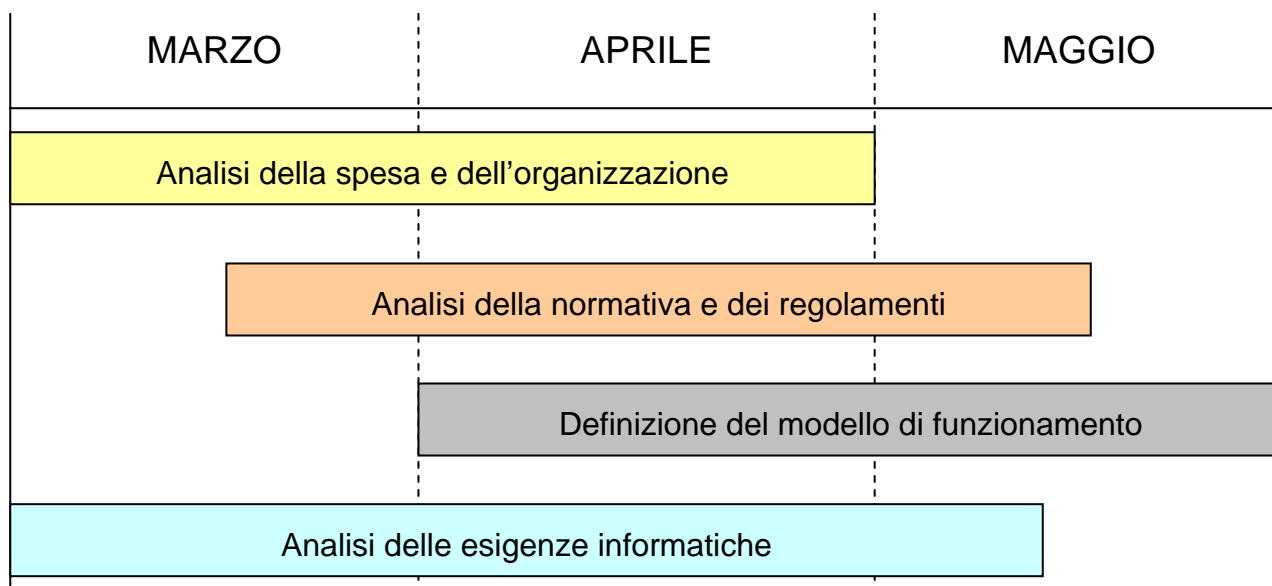 MARZO APRILE MAGGIO
Analisi della spesa e dell’organizzazione
Analisi della normativa e dei regolamenti
Definizione del modello di funzionamento
Analisi delle esigenze informatiche